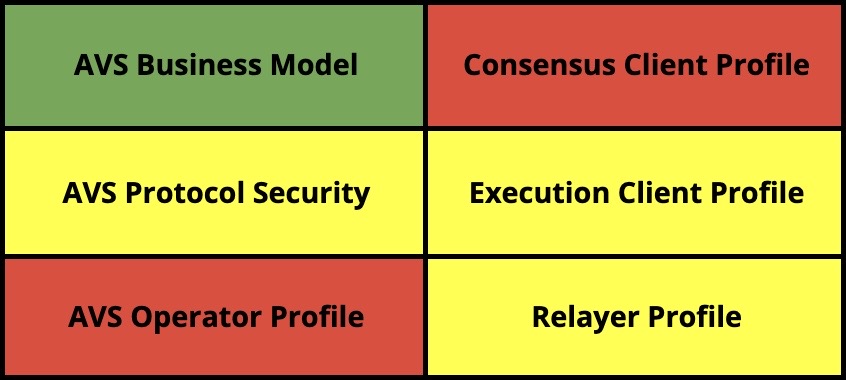 AVS Business Model
Consensus Client Profile
AVS Protocol Security
Execution Client Profile
AVS Operator Profile
Relayer Profile